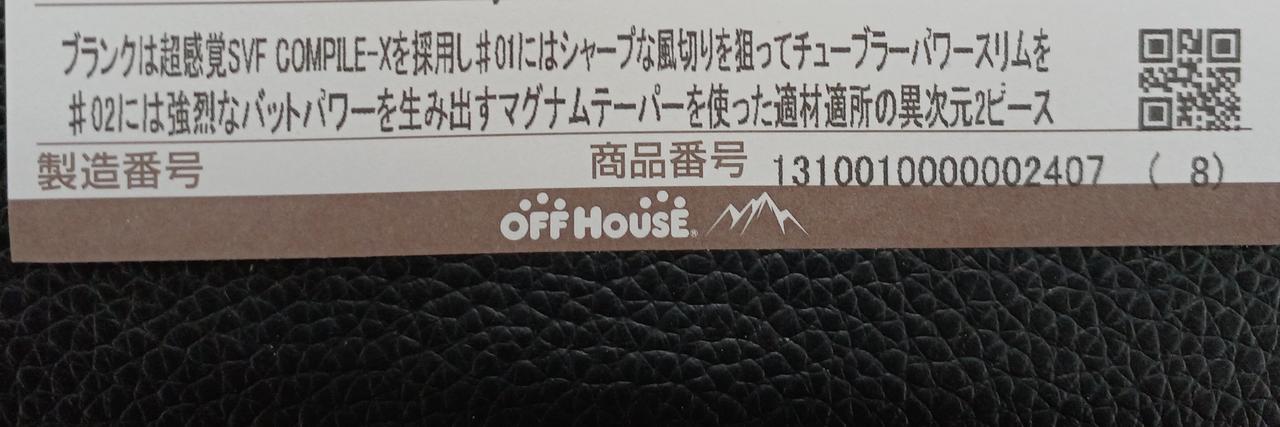 ブランクは超感覚SVF COMPILE-Xを採用し♯01にはシャープな風切りを狙ってチューブラーパワースリムを
♯02には強烈なバットパワーを生み出すマグナムテーパーを使った適材適所の異次元2ピース
製造番号 商品番号 1310010000002407 ( 8)
OFF HOUSE®